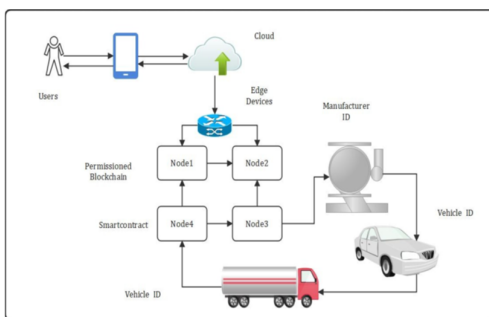 Cloud
Users
Edge
Devices
Manufacturer
ID
Permissioned
Blockchain
Node1
Node2
Smartcontract
Node4
Node3
Vehicle ID
Vehicle ID